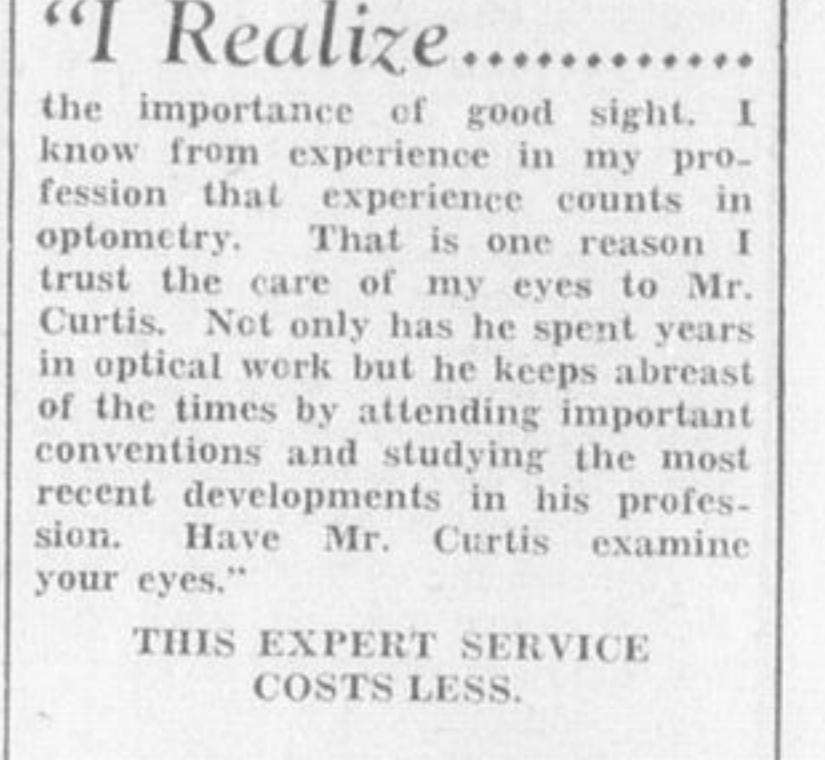 "I Realize............
the importance of good sight. I
know from experience in my pro-
fession that experience counts in
optometry. That is one reason I
trust the care of my eyes to Mr.
Curtis. Not only has he spent years
in optical work but he keeps abreast
of the times by attending important
conventions and studying the most
recent developments in his profes-
sion. Have Mr. Curtis examine
your eyes."
THIS EXPERT SERVICE
COSTS LESS.